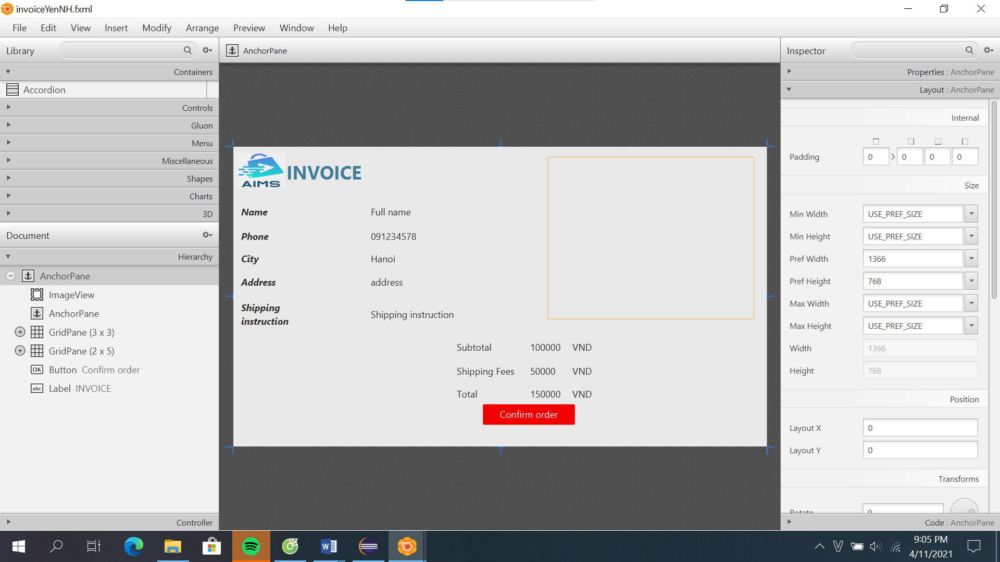 invoiceYenNH.fxml
File Edit View Insert Modify Arrange Preview Window Help
Library
AnchorPane
Inspector
Containers
Accordion
Controls
Gluon
Menu
Miscellaneous
Shapes
Charts
3D
Document
Hierarchy
AnchorPane
ImageView
AnchorPane
GridPane (3 x 3)
GridPane (2 x 5)
OK Button Confirm order
abc Label INVOICE
Controller
AIMS
INVOICE
Name Full name
Phone 091234578
City Hanoi
Address address
Shipping
instruction
Shipping instruction
Subtotal 100000 VND
Shipping Fees 50000 VND
Total 150000 VND
Confirm order
Properties : AnchorPane
Layout : AnchorPane
Internal
Padding 0 0 0 0
Size
Min Width USE_PREF_SIZE
Min Height USE_PREF_SIZE
Pref Width 1366
Pref Height 768
Max Width USE_PREF_SIZE
Max Height USE_PREF_SIZE
Width 1366
Height 768
Position
Layout X 0
Layout Y 0
Transforms
Rotate 0
Code : AnchorPane
9:05 PM
4/11/2021